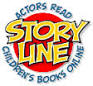 ACTORS READ
STORY
LINE
CHILDREN'S BOOKS ONLINE